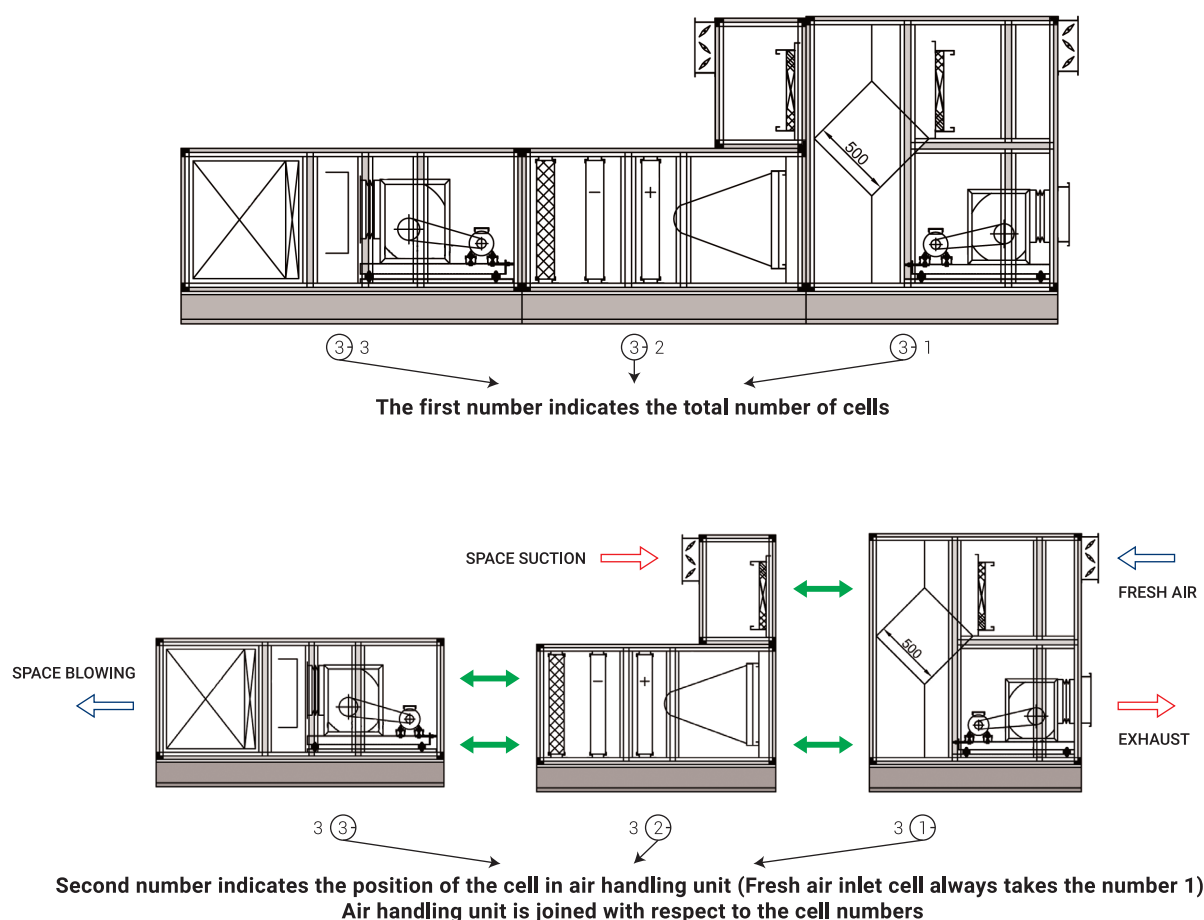 500
− +
3- 3 3- 2 3- 1
The first number indicates the total number of cells
SPACE SUCTION
FRESH AIR
500
SPACE BLOWING
− +
EXHAUST
3 3- 3 2- 3 1-
Second number indicates the position of the cell in air handling unit (Fresh air inlet cell always takes the number 1)
Air handling unit is joined with respect to the cell numbers